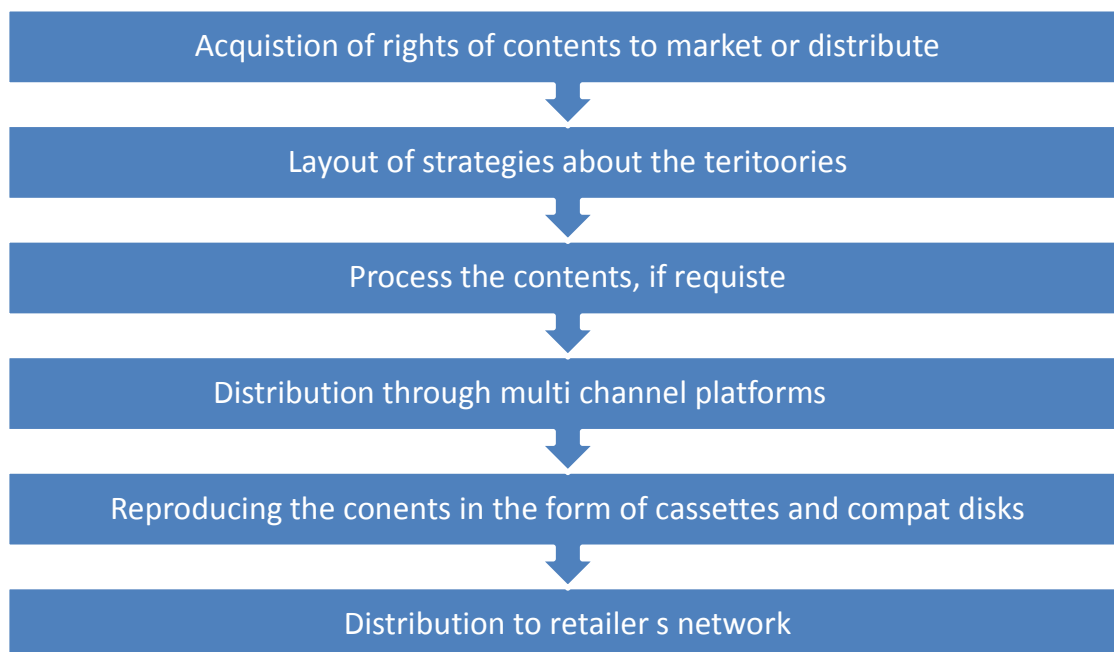 Acquistion of rights of contents to market or distribute
Layout of strategies about the teritoories
Process the contents, if requiste
Distribution through multi channel platforms
Reproducing the conents in the form of cassettes and compat disks
Distribution to retailer s network